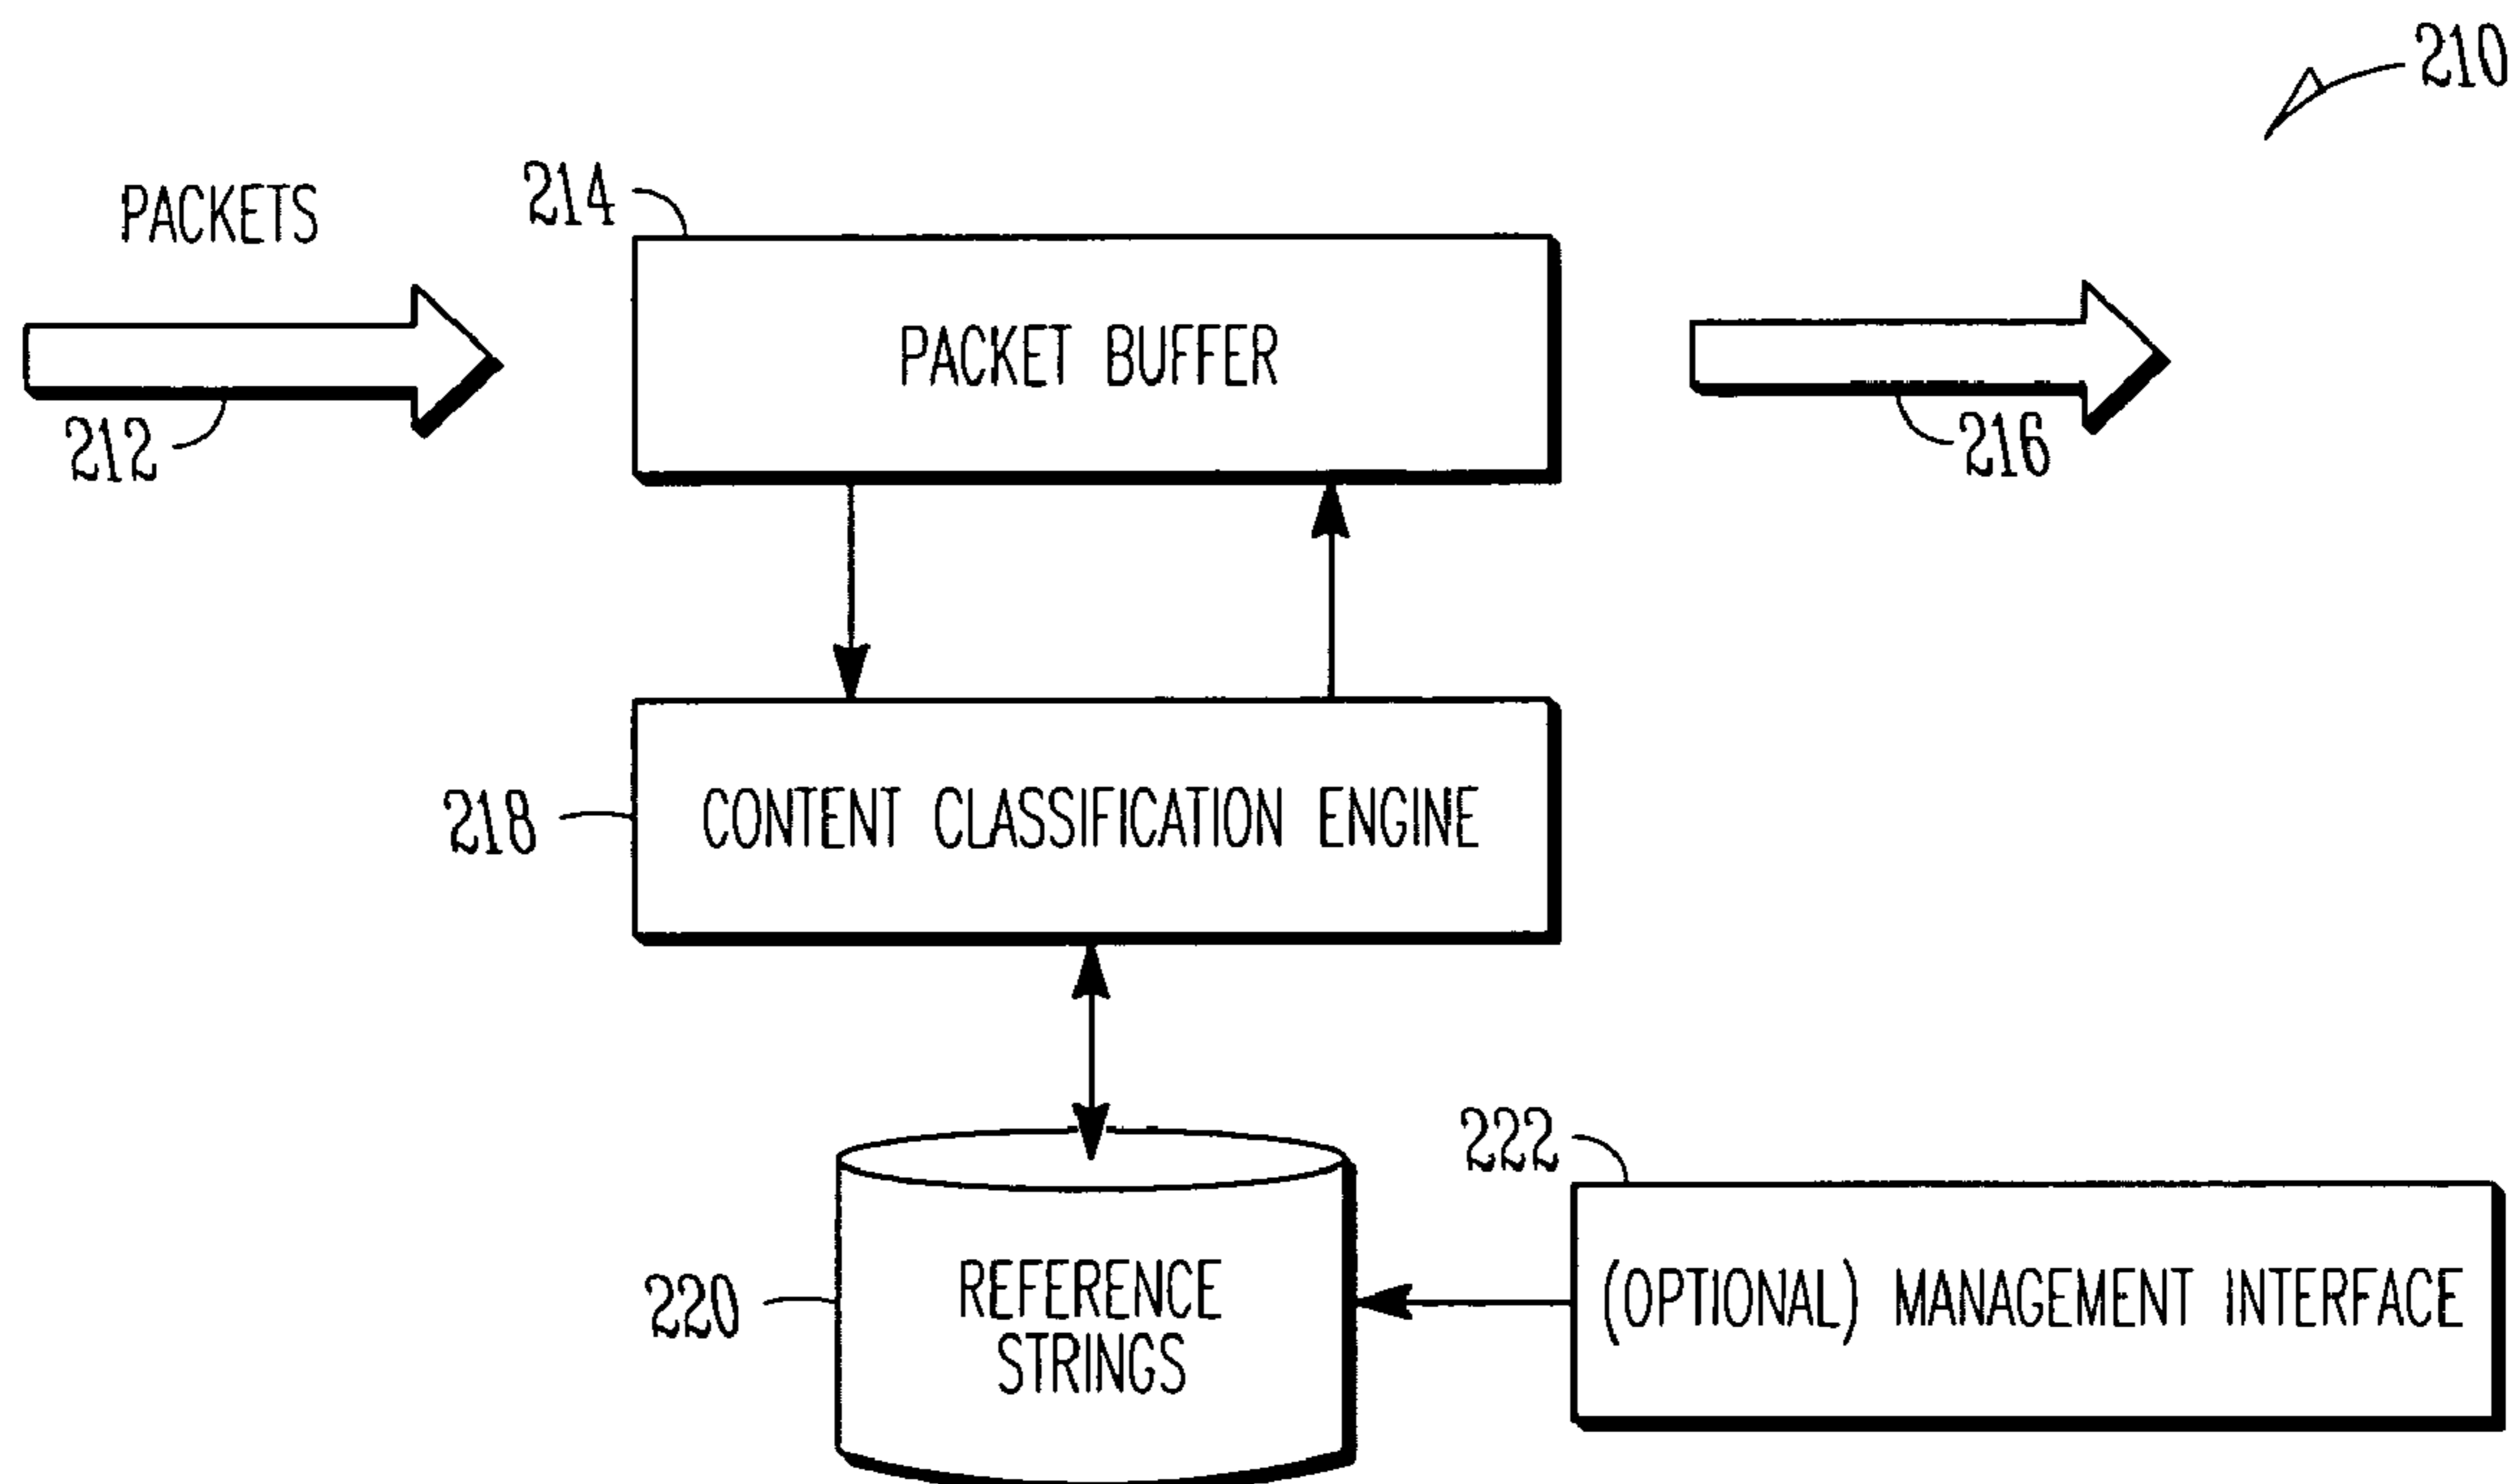 210
PACKETS
214
PACKET BUFFER
212
216
218
CONTENT CLASSIFICATION ENGINE
222
220
REFERENCE
STRINGS
(OPTIONAL) MANAGEMENT INTERFACE